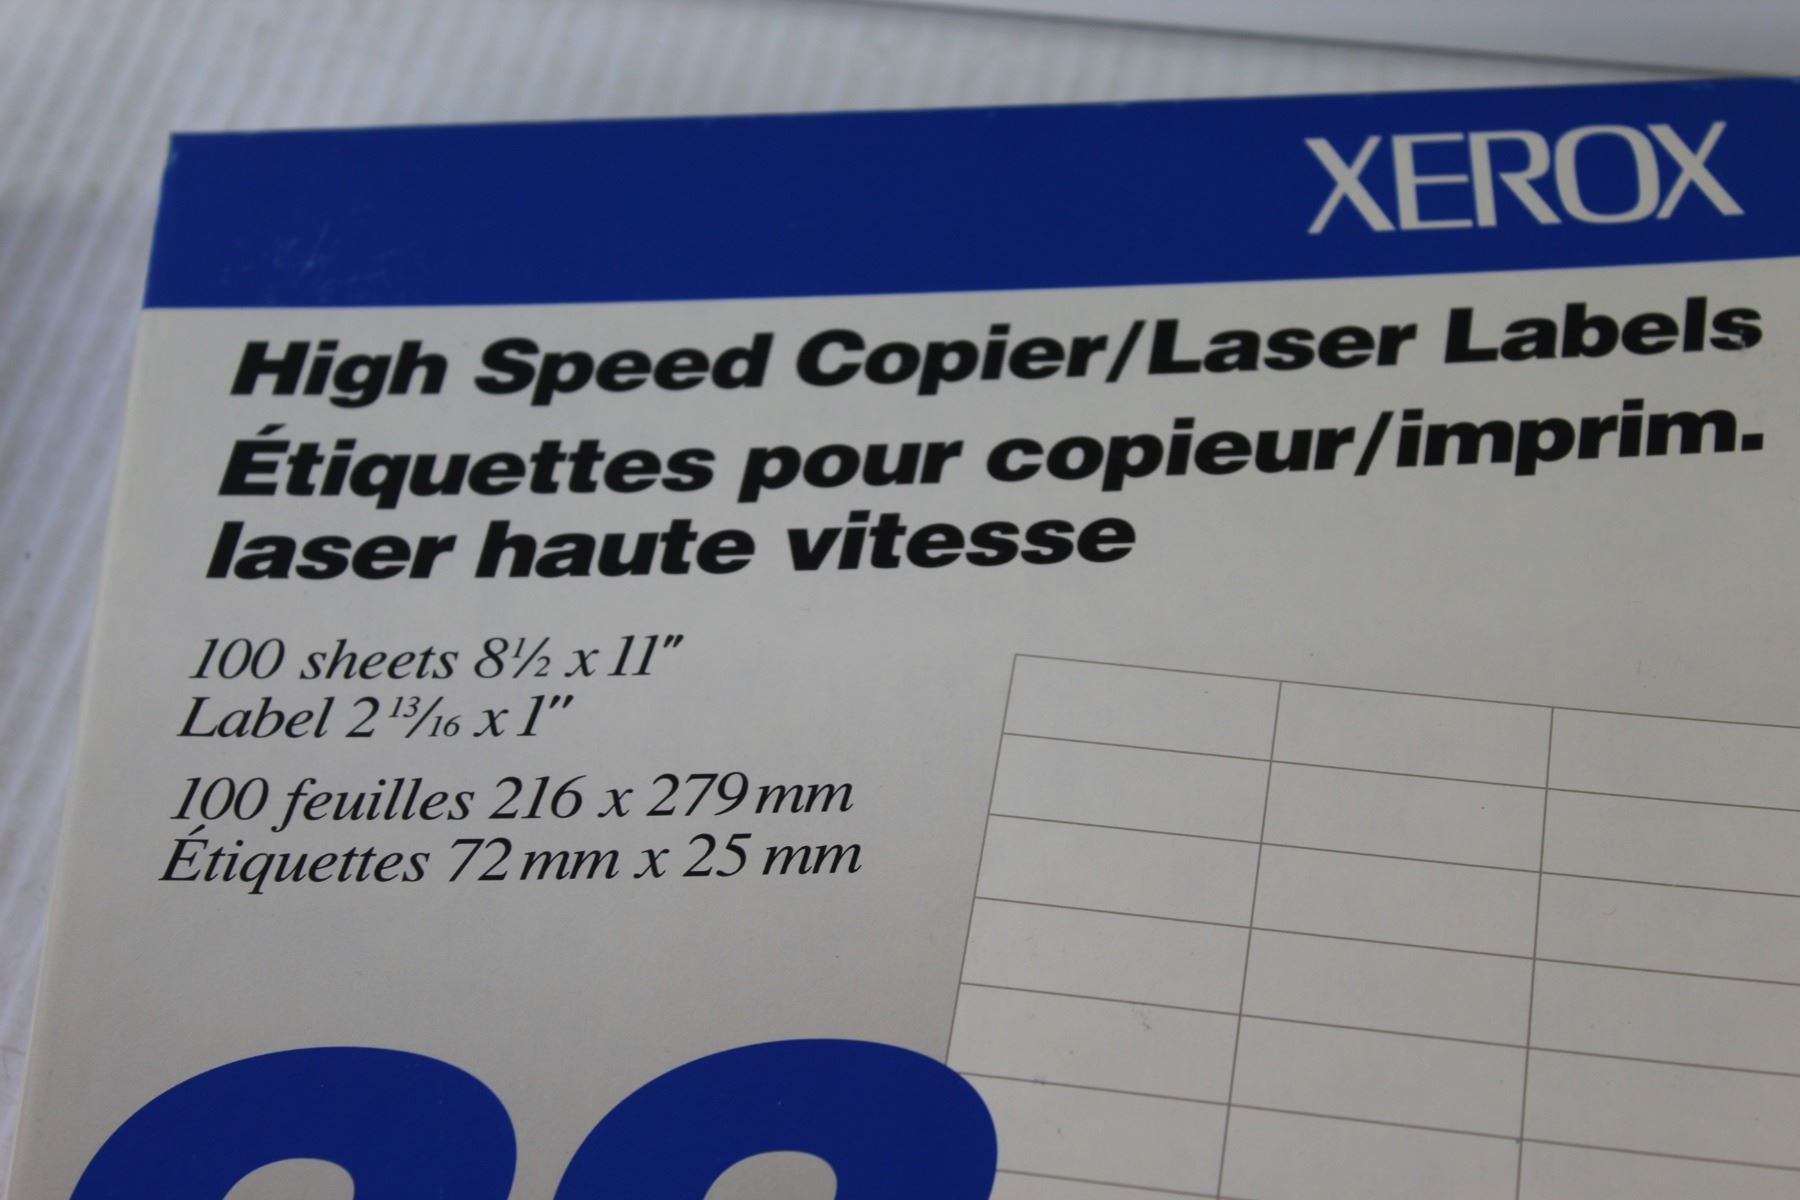 XEROX
High Speed Copier/Laser Labels
Étiquettes pour copieur/imprim.
laser haute vitesse
100 sheets 8½ x 11"
Label 2 13/16 x 1"
100 feuilles 216 x 279 mm
Étiquettes 72 mm x 25 mm